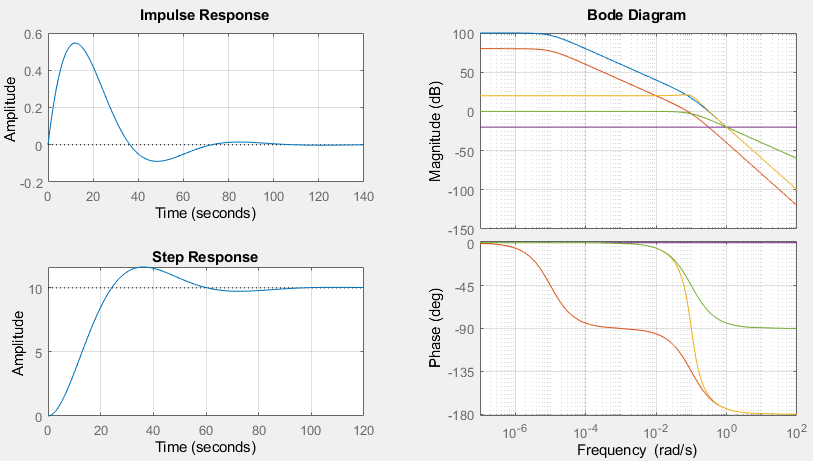 Impulse Response
0.6
0.4
0.2
0
-0.2
Amplitude
0 20 40 60 80 100 120 140
Time (seconds)
Step Response
10
5
0
Amplitude
0 20 40 60 80 100 120
Time (seconds)
Bode Diagram
100
50
0
-50
-100
-150
Magnitude (dB)
0
-45
-90
-135
-180
Phase (deg)
10^-6 10^-4 10^-2 10^0 10^2
Frequency (rad/s)